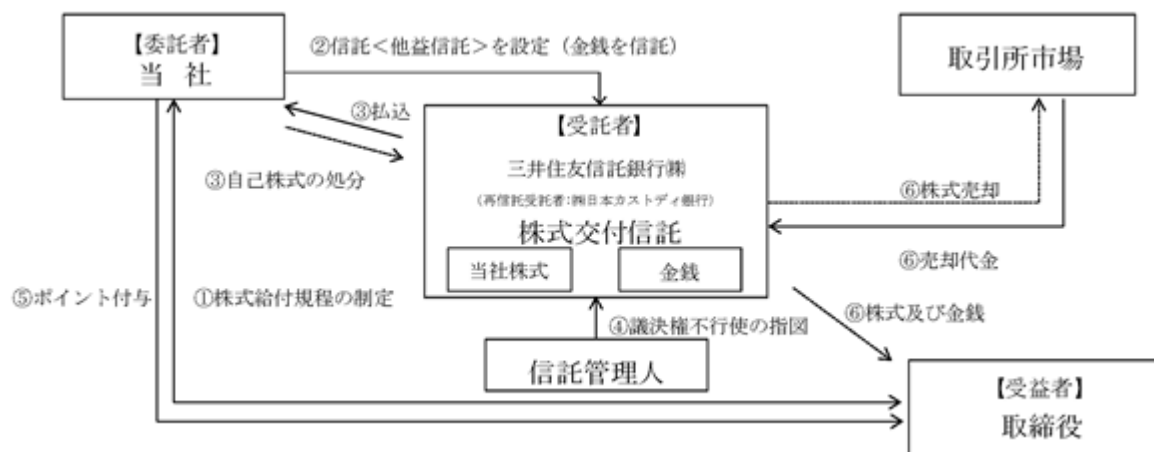 【委託者】
当 社
②信託<他益信託>を設定(金銭を信託)
取引所市場
③払込
【受託者】
三井住友信託銀行㈱
(再信託受託者:㈱日本カストディ銀行)
株式交付信託
当社株式
金銭
③自己株式の処分
⑥株式売却
⑥売却代金
⑤ポイント付与
①株式給付規程の制定
④議決権不行使の指図
⑥株式及び金銭
信託管理人
【受益者】
取締役